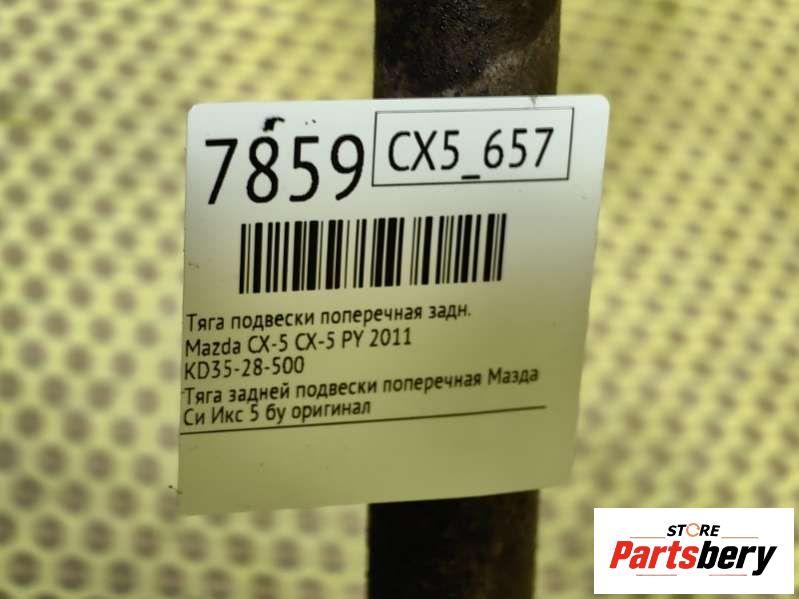 7859
CX5_657
Тяга подвески поперечная задн.
Mazda CX-5 CX-5 PY 2011
KD35-28-500
Тяга задней подвески поперечная Мазда
Си Икс 5 бу оригинал
STORE
Partsbery